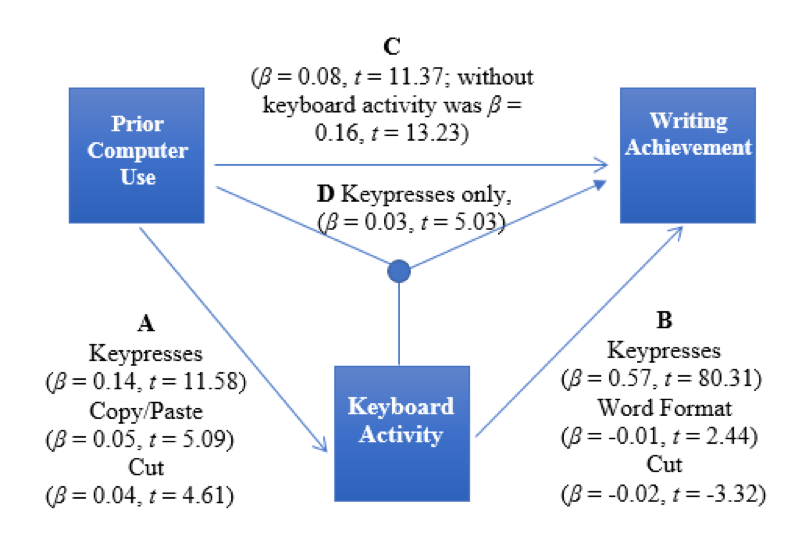 C
(β = 0.08, t = 11.37; without
keyboard activity was β =
0.16, t = 13.23)
Prior
Computer
Use
Writing
Achievement
D Keypresses only,
(β = 0.03, t = 5.03)
A
Keypresses
(β = 0.14, t = 11.58)
Copy/Paste
(β = 0.05, t = 5.09)
Cut
(β = 0.04, t = 4.61)
Keyboard
Activity
B
Keypresses
(β = 0.57, t = 80.31)
Word Format
(β = -0.01, t = 2.44)
Cut
(β = -0.02, t = -3.32)